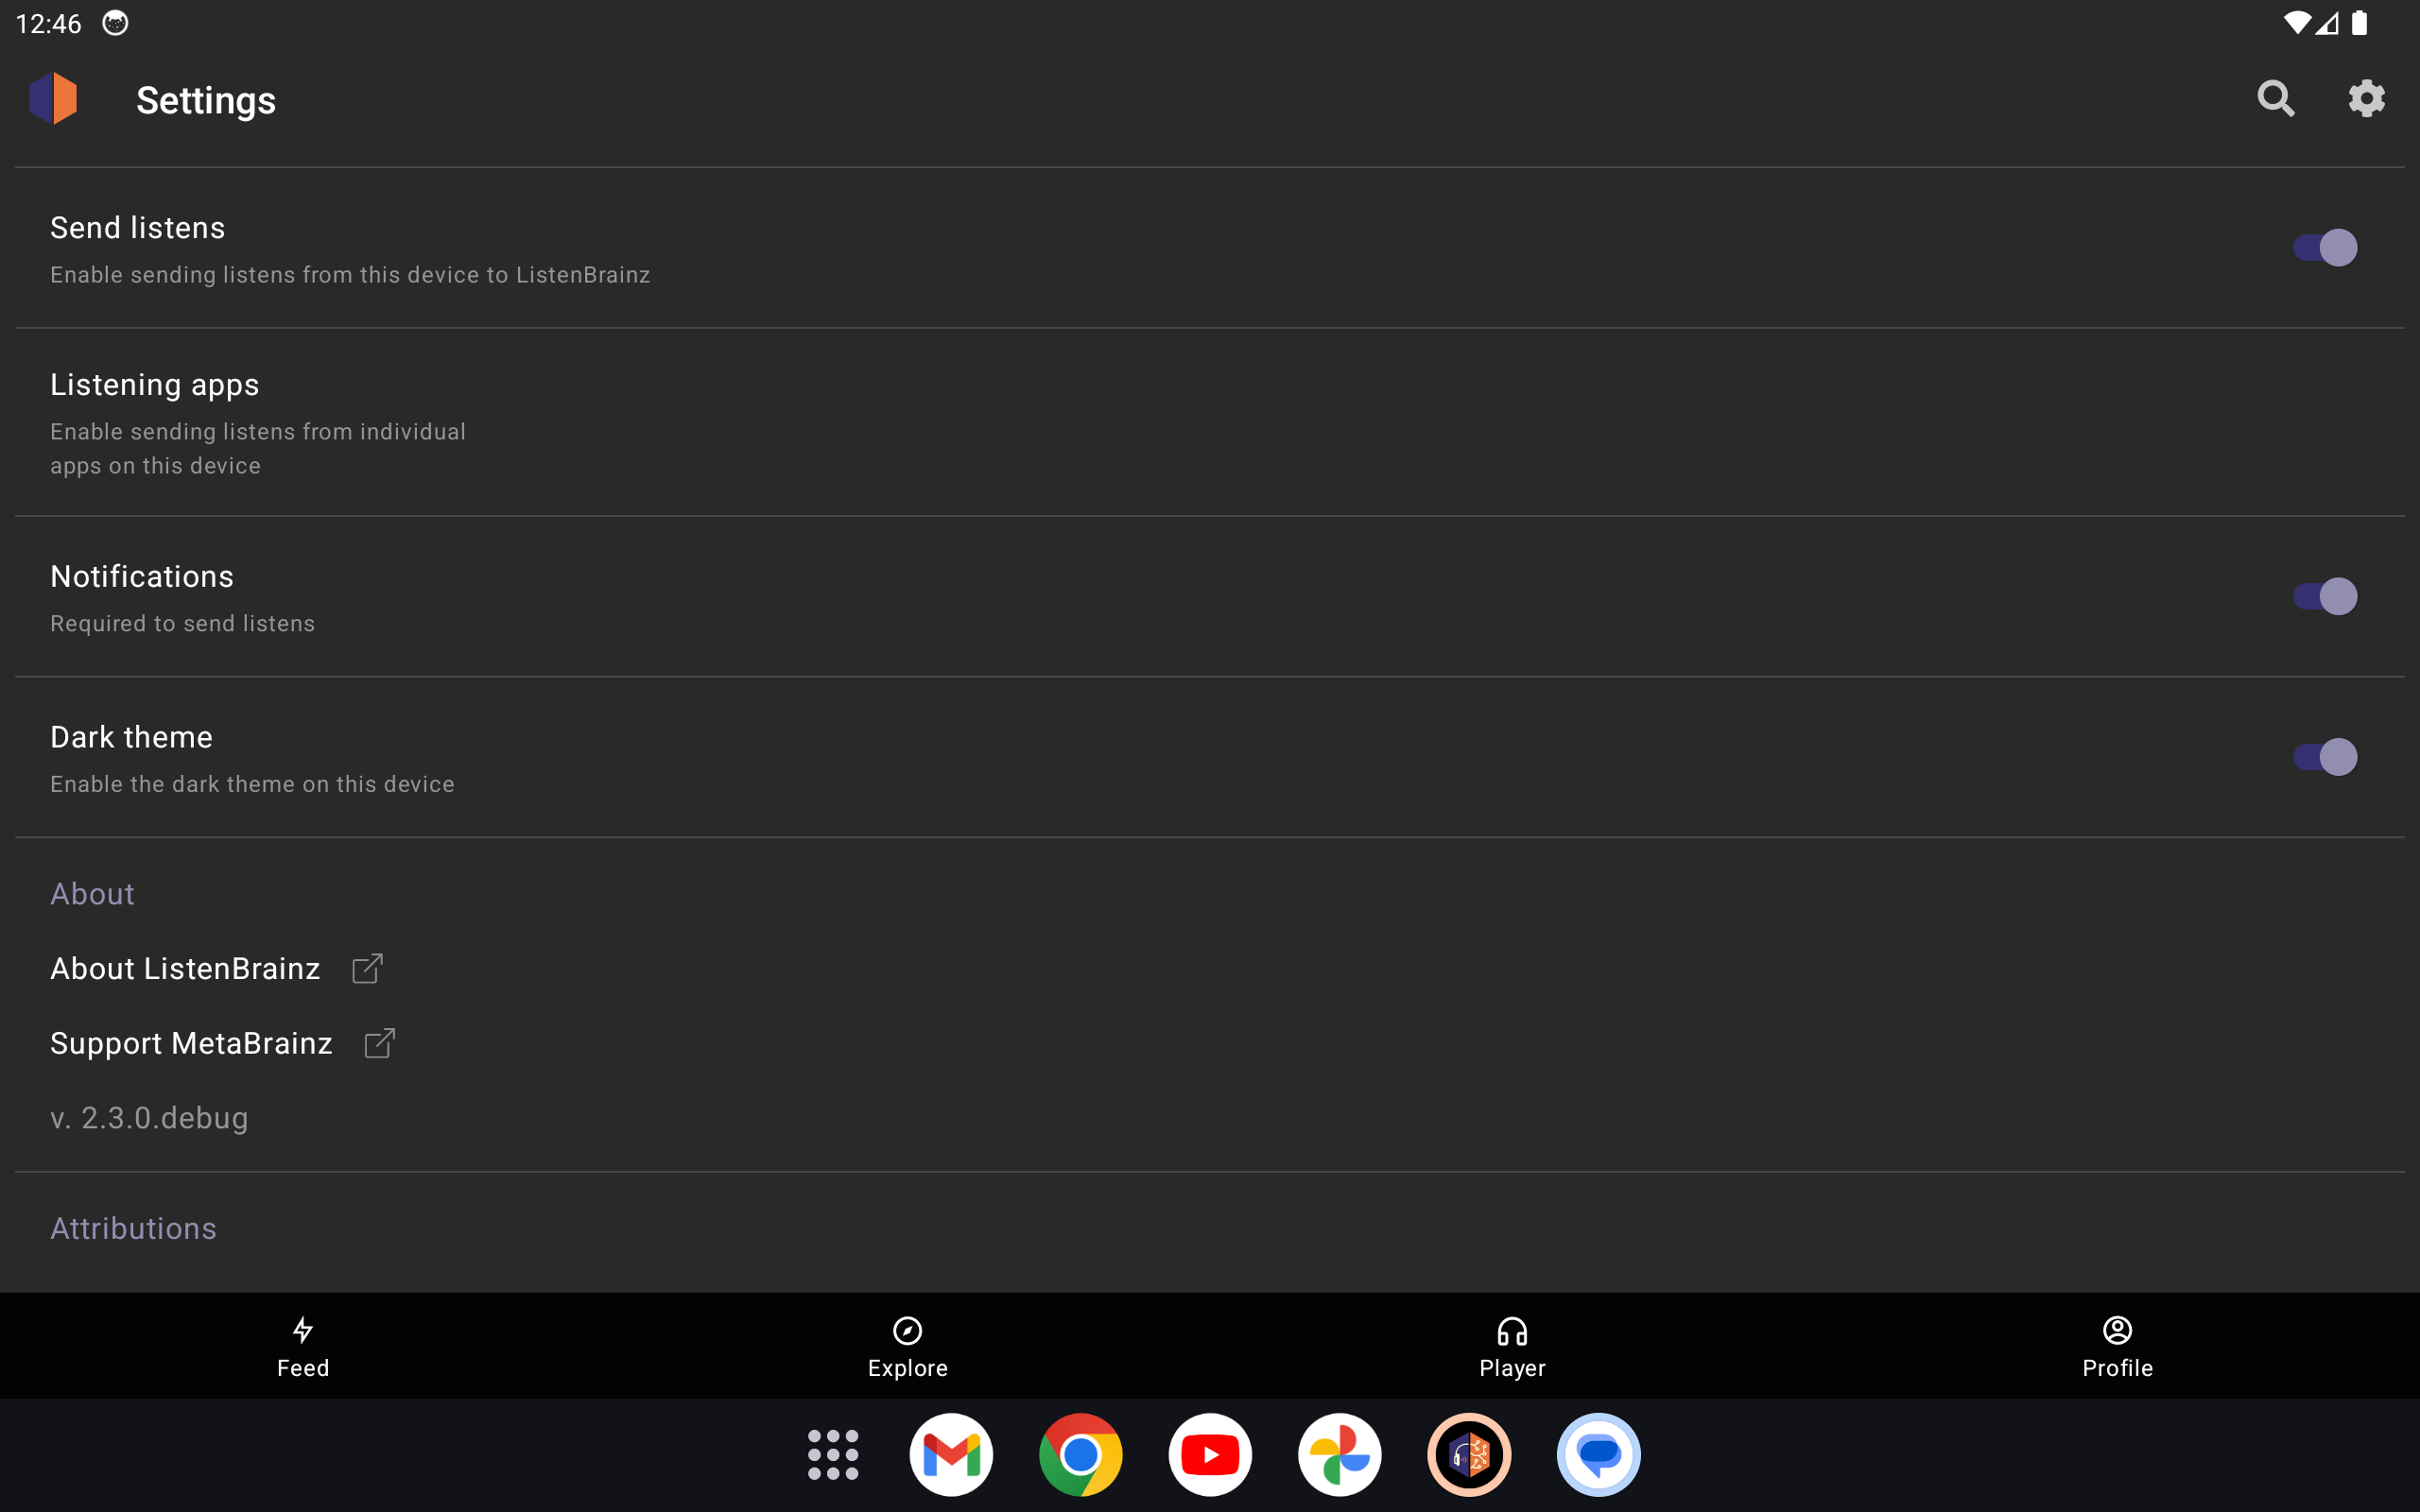 12:46
Settings
Send listens
Enable sending listens from this device to ListenBrainz
Listening apps
Enable sending listens from individual
apps on this device
Notifications
Required to send listens
Dark theme
Enable the dark theme on this device
About
About ListenBrainz
Support MetaBrainz
v. 2.3.0.debug
Attributions
Feed
Explore
Player
Profile